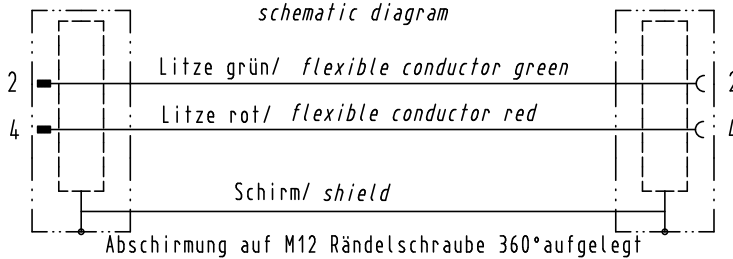 schematic diagram
2 Litze grün/ flexible conductor green 2
4 Litze rot/ flexible conductor red
Schirm/ shield
Abschirmung auf M12 Rändelschraube 360°aufgelegt